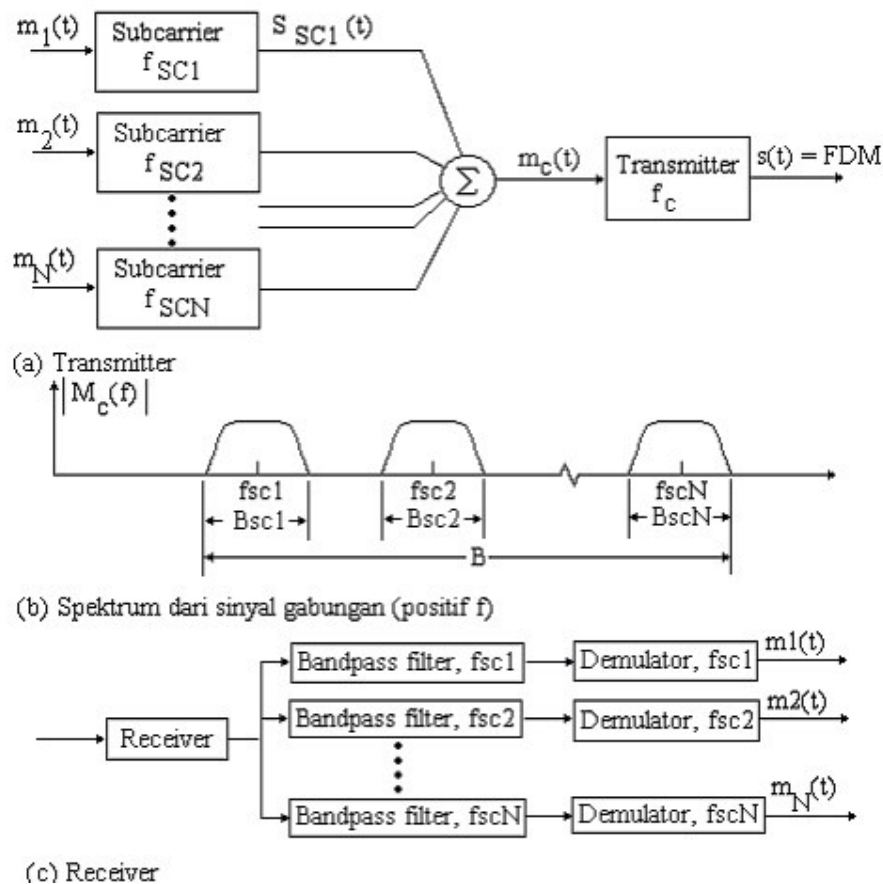 m1(t)
Subcarrier
fSC1
SSC1(t)
m2(t)
Subcarrier
fSC2
mN(t)
Subcarrier
fSCN
Σ
mc(t)
Transmitter
fc
s(t) = FDM
(a) Transmitter
|Mc(f)|
fsc1
Bsc1
fsc2
Bsc2
fscN
BscN
B
(b) Spektrum dari sinyal gabungan (positif f)
Receiver
Bandpass filter, fsc1
Demulator, fsc1
m1(t)
Bandpass filter, fsc2
Demulator, fsc2
m2(t)
Bandpass filter, fscN
Demulator, fscN
mN(t)
(c) Receiver